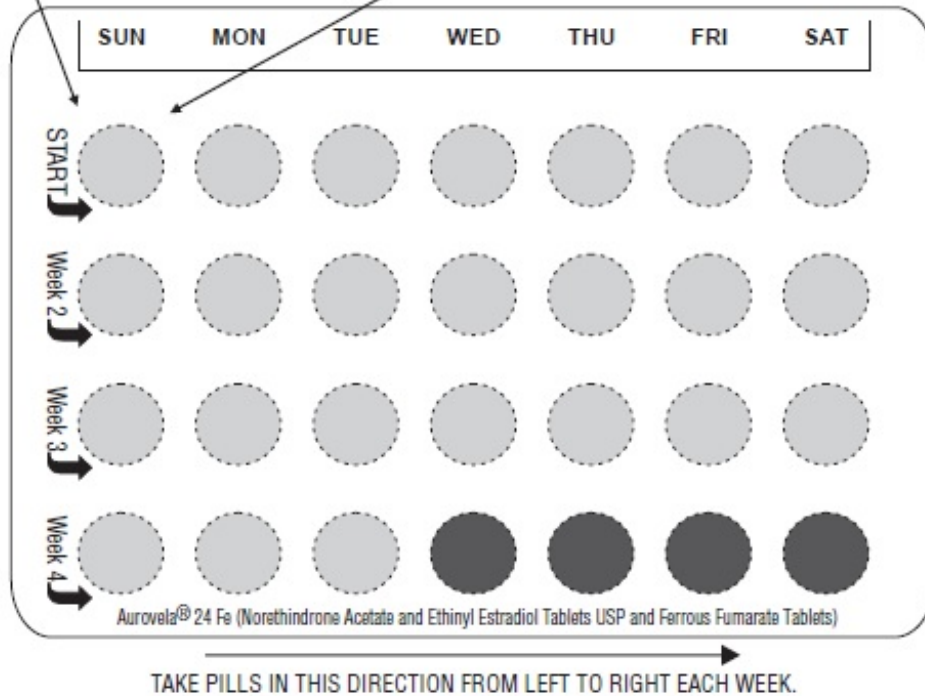 SUN MON TUE WED THU FRI SAT
START
Week 2
Week 3
Week 4
Aurovela® 24 Fe (Norethindrone Acetate and Ethinyl Estradiol Tablets USP and Ferrous Fumarate Tablets)
TAKE PILLS IN THIS DIRECTION FROM LEFT TO RIGHT EACH WEEK.